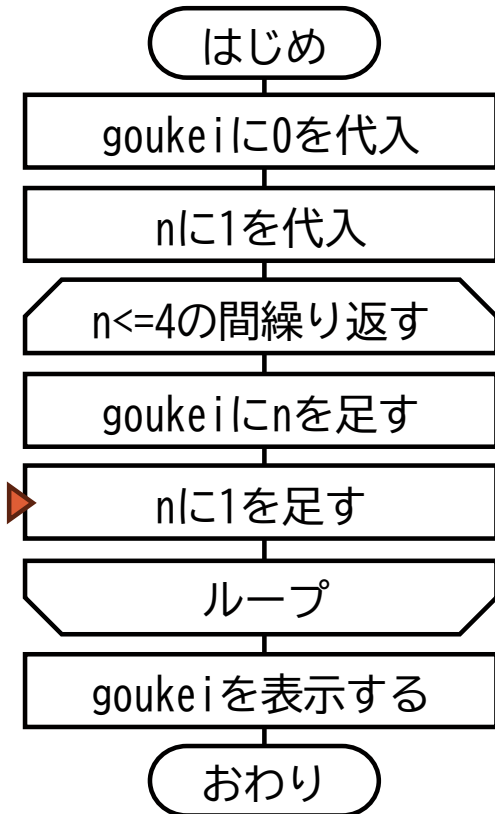 はじめ
goukeiに0を代入
nに1を代入
n<=4の間繰り返す
goukeiにnを足す
nに1を足す
ループ
goukeiを表示する
おわり